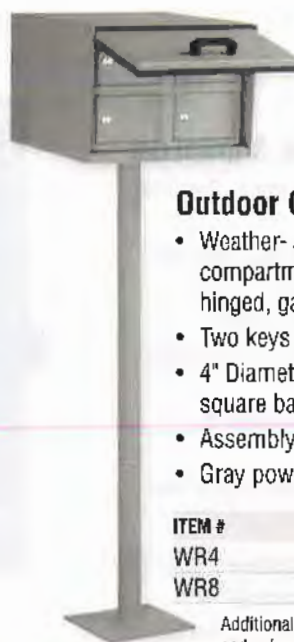 Outdoor
• Weather-
compartm
hinged, ga
• Two keys
• 4" Diamet
square ba
• Assembly
• Gray pow
ITEM #
WR4
WR8
Additional